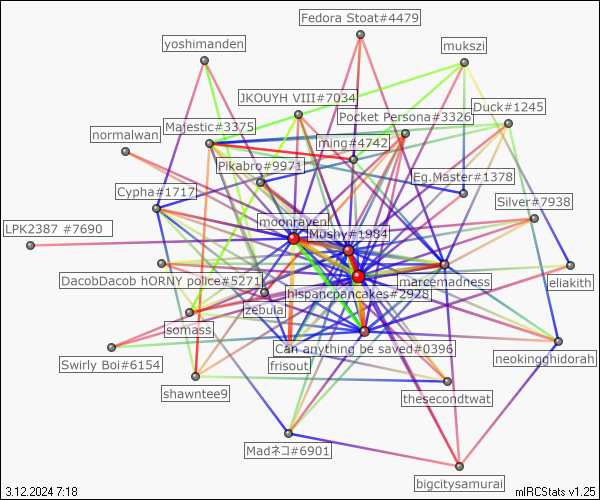 Fedora Stoat#4479
yoshimanden
mukszi
JKOUYH VIII#7034
Duck#1245
Pocket Persona#3326
normalwan
Majestic#3375
ming#4742
Pikabro#9971
Eg.Master#1378
Cypha#1717
Silver#7938
moonraven
LPK2387 #7690
Mushy#1984
DacobDacob hORNY police#5271
marcemadness
eliakith
hispanicpancakes#2928
zebula
somass
Can anything be saved#0396
neokingghidorah
Swirly Boi#6154
frisout
shawntee9
thesecondtwat
Madネコ#6901
bigcitysamurai
3.12.2024 7:18
mIRCStats v1.25